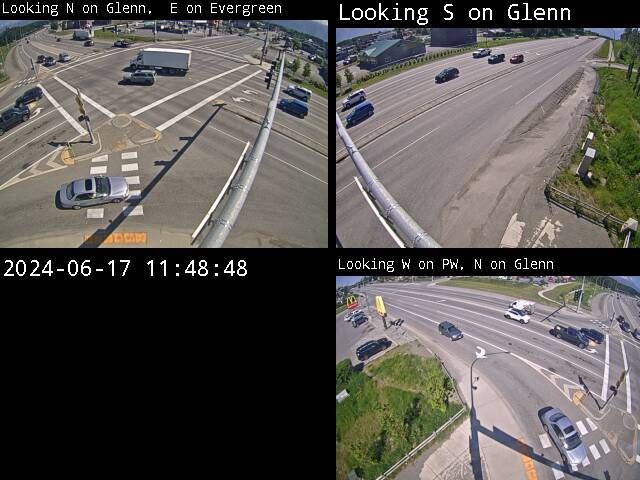 Looking N on Glenn, E on Evergreen
Looking S on Glenn
2024-06-17 11:48:48
Looking W on PW, N on Glenn